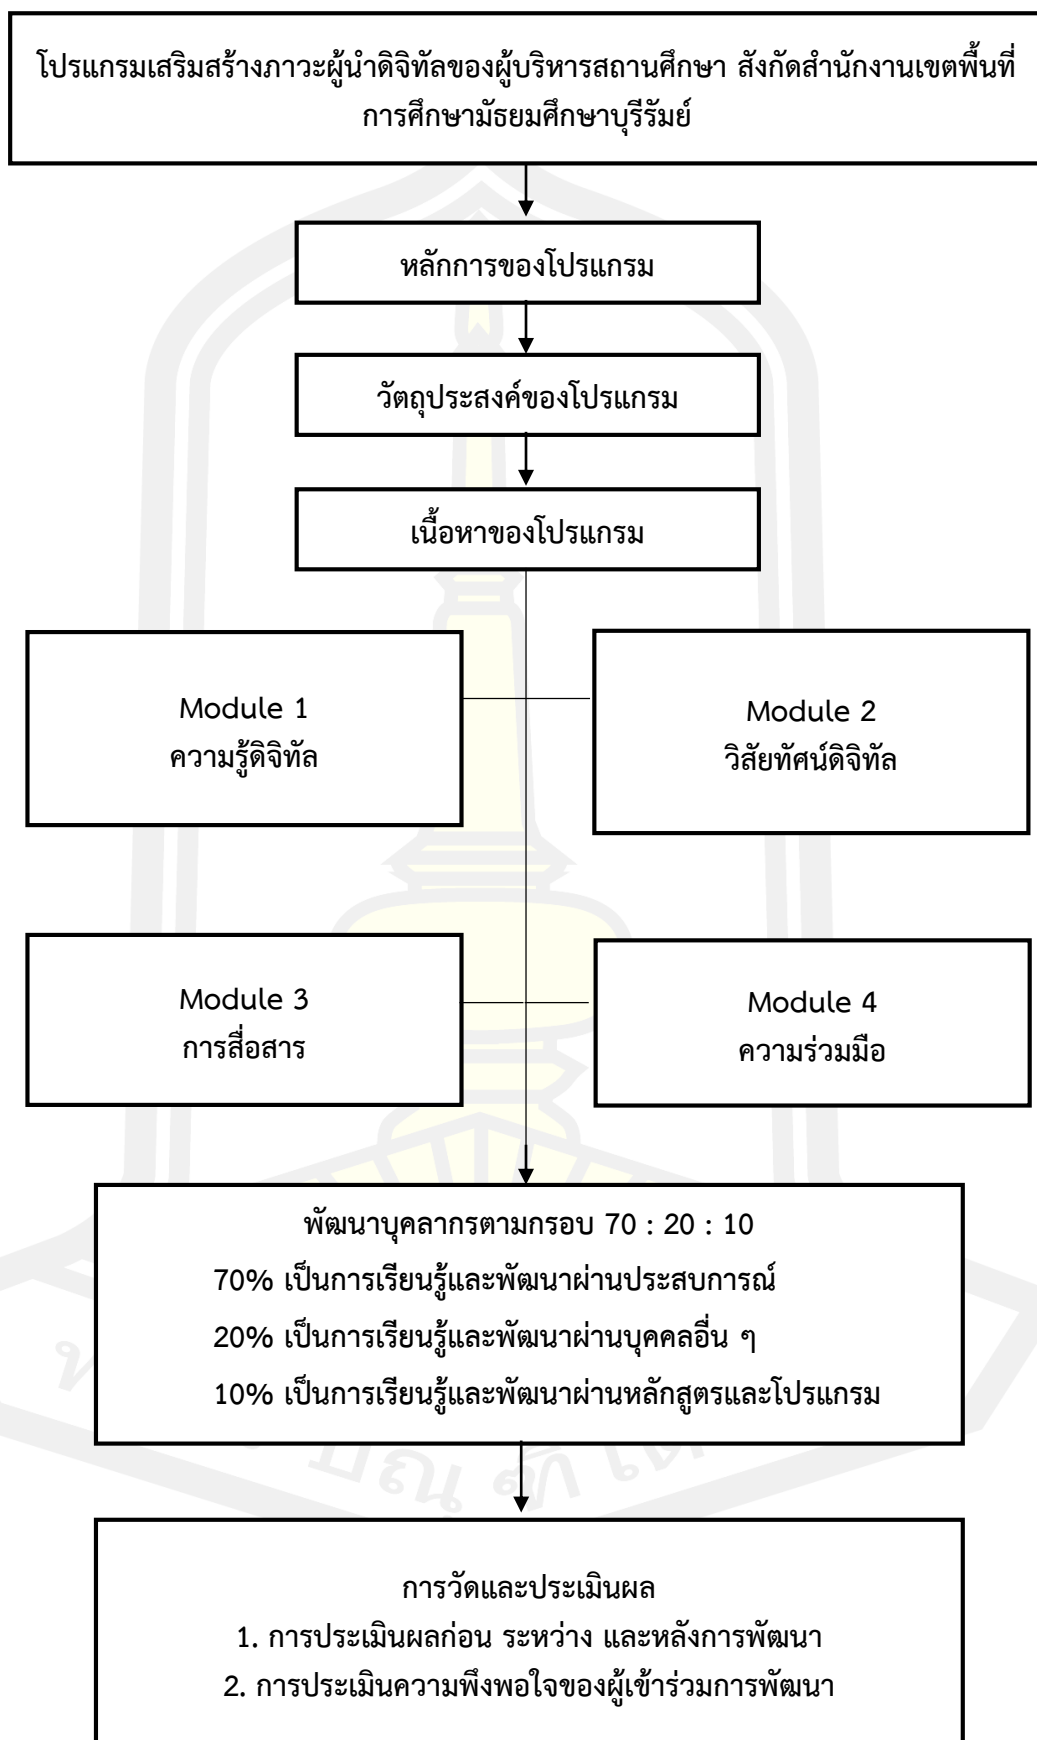 โปรแกรมเสริมสร้างภาวะผู้นำดิจิทัลของผู้บริหารสถานศึกษา สังกัดสำนักงานเขตพื้นที่
การศึกษามัธยมศึกษาบุรีรัมย์
หลักการของโปรแกรม
วัตถุประสงค์ของโปรแกรม
เนื้อหาของโปรแกรม
Module 1
ความรู้ดิจิทัล
Module 2
วิสัยทัศน์ดิจิทัล
Module 3
การสื่อสาร
Module 4
ความร่วมมือ
พัฒนาบุคลากรตามกรอบ 70 : 20 : 10
70% เป็นการเรียนรู้และพัฒนาผ่านประสบการณ์
20% เป็นการเรียนรู้และพัฒนาผ่านบุคคลอื่น ๆ
10% เป็นการเรียนรู้และพัฒนาผ่านหลักสูตรและโปรแกรม
การวัดและประเมินผล
1. การประเมินผลก่อน ระหว่าง และหลังการพัฒนา
2. การประเมินความพึงพอใจของผู้เข้าร่วมการพัฒนา